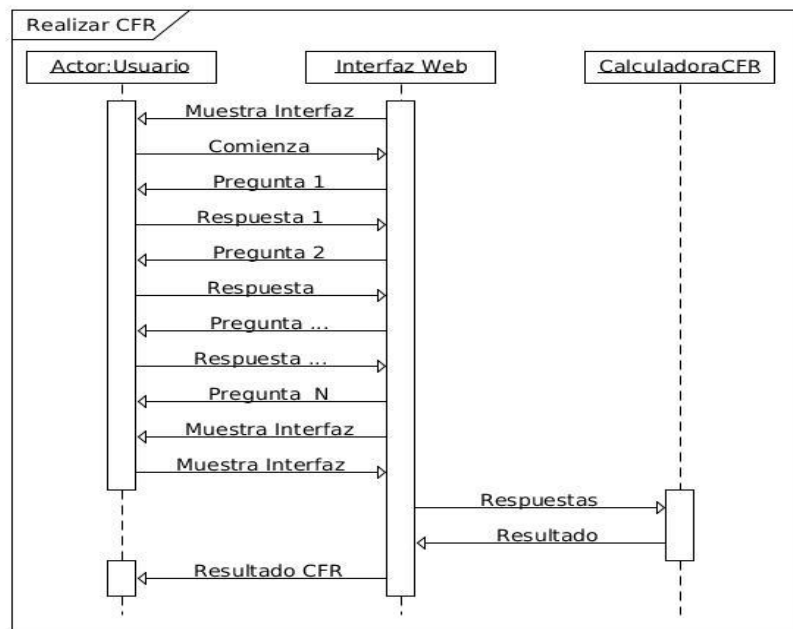 Realizar CFR
Actor:Usuario
Interfaz Web
CalculadoraCFR
Muestra Interfaz
Comienza
Pregunta 1
Respuesta 1
Pregunta 2
Respuesta
Pregunta ...
Respuesta ...
Pregunta N
Muestra Interfaz
Muestra Interfaz
Respuestas
Resultado
Resultado CFR